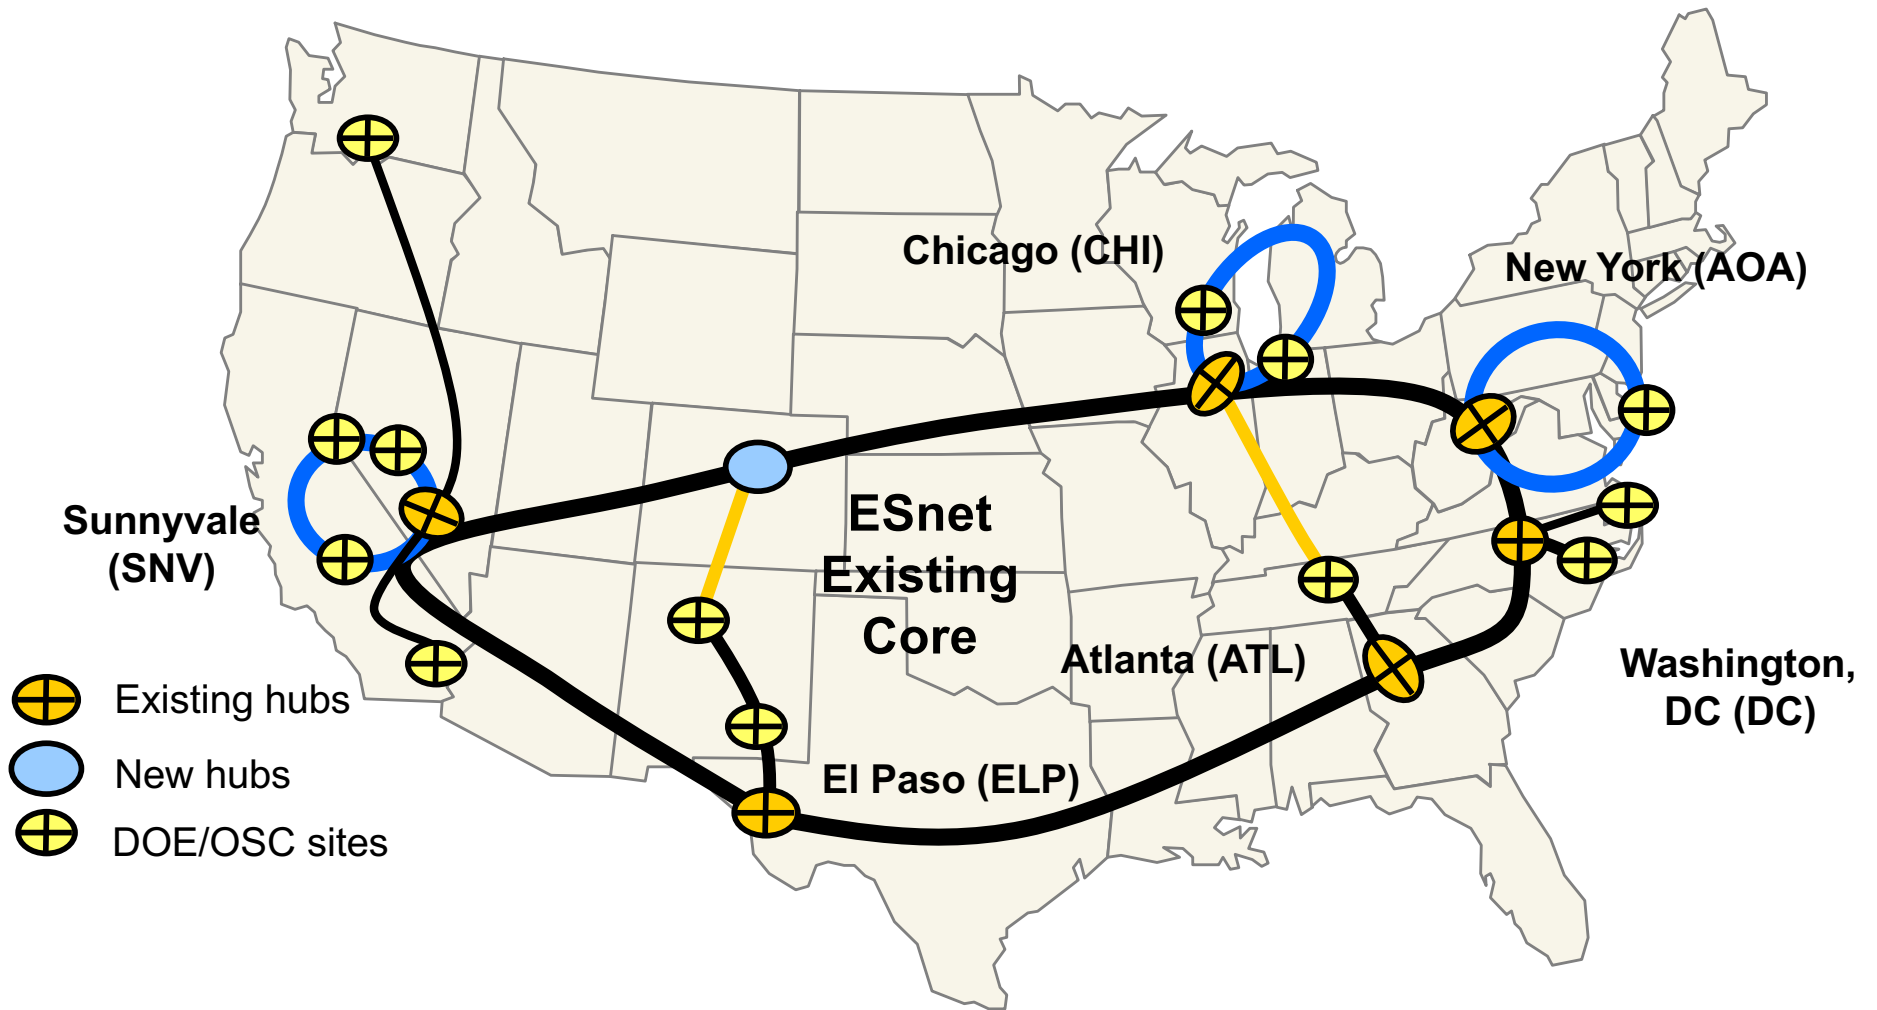 Chicago (CHI)
New York (AOA)
Sunnyvale
(SNV)
ESnet
Existing
Core
Atlanta (ATL)
Washington,
DC (DC)
El Paso (ELP)
Existing hubs
New hubs
DOE/OSC sites